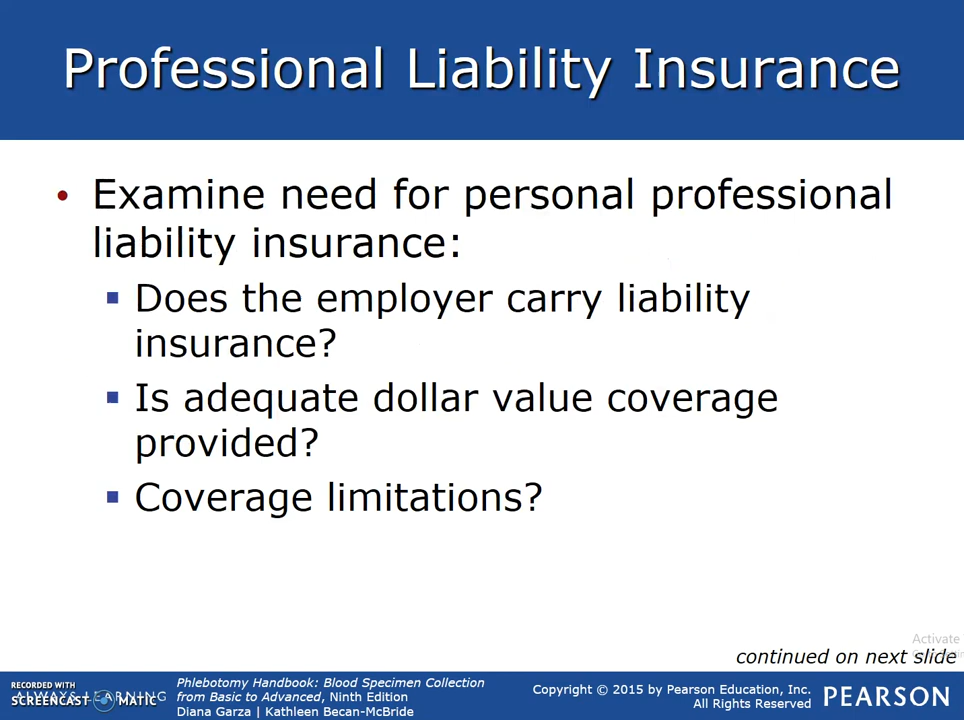 Professional Liability Insurance
• Examine need for personal professional
liability insurance:
▪ Does the employer carry liability
insurance?
▪ Is adequate dollar value coverage
provided?
▪ Coverage limitations?
Activate
continued on next slide
RECORDED WITH
SCREENCAST MATIC
ALWAYS LEARNING
Phlebotomy Handbook: Blood Specimen Collection
from Basic to Advanced, Ninth Edition
Diana Garza | Kathleen Becan-McBride
Copyright © 2015 by Pearson Education, Inc.
All Rights Reserved
PEARSON